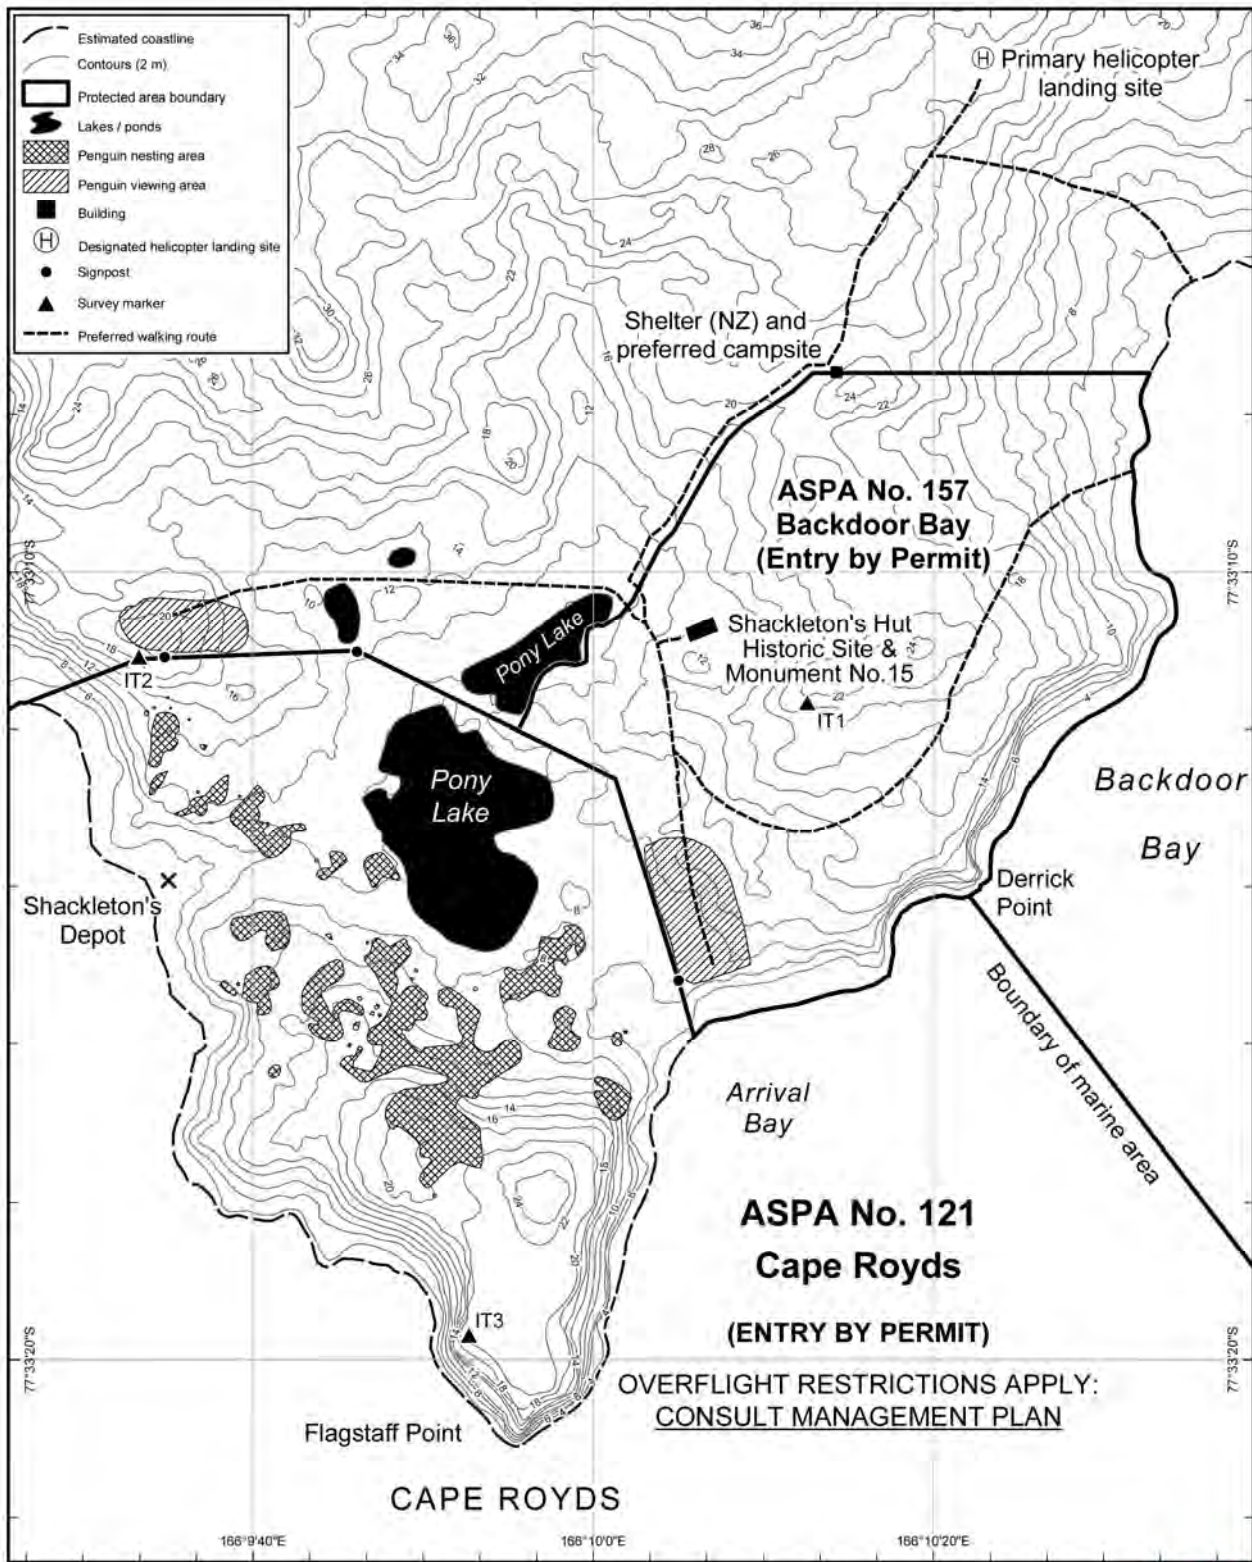 Estimated coastline
Contours (2 m)
Protected area boundary
Lakes / ponds
Penguin nesting area
Penguin viewing area
Building
H
Designated helicopter landing site
Signpost
Survey marker
Preferred walking route
H Primary helicopter
landing site
Shelter (NZ) and
preferred campsite
ASPA No. 157
Backdoor Bay
(Entry by Permit)
77°33'10"S
77°33'10"S
Pony Lake
Shackleton's Hut
Historic Site &
Monument No.15
IT2
IT1
Pony
Lake
Backdoor
Bay
Shackleton's
Depot
Derrick
Point
Boundary of marine area
Arrival
Bay
ASPA No. 121
Cape Royds
(ENTRY BY PERMIT)
IT3
77°33'20"S
77°33'20"S
OVERFLIGHT RESTRICTIONS APPLY:
CONSULT MANAGEMENT PLAN
Flagstaff Point
CAPE ROYDS
166°9'40"E
166°10'0"E
166°10'20"E